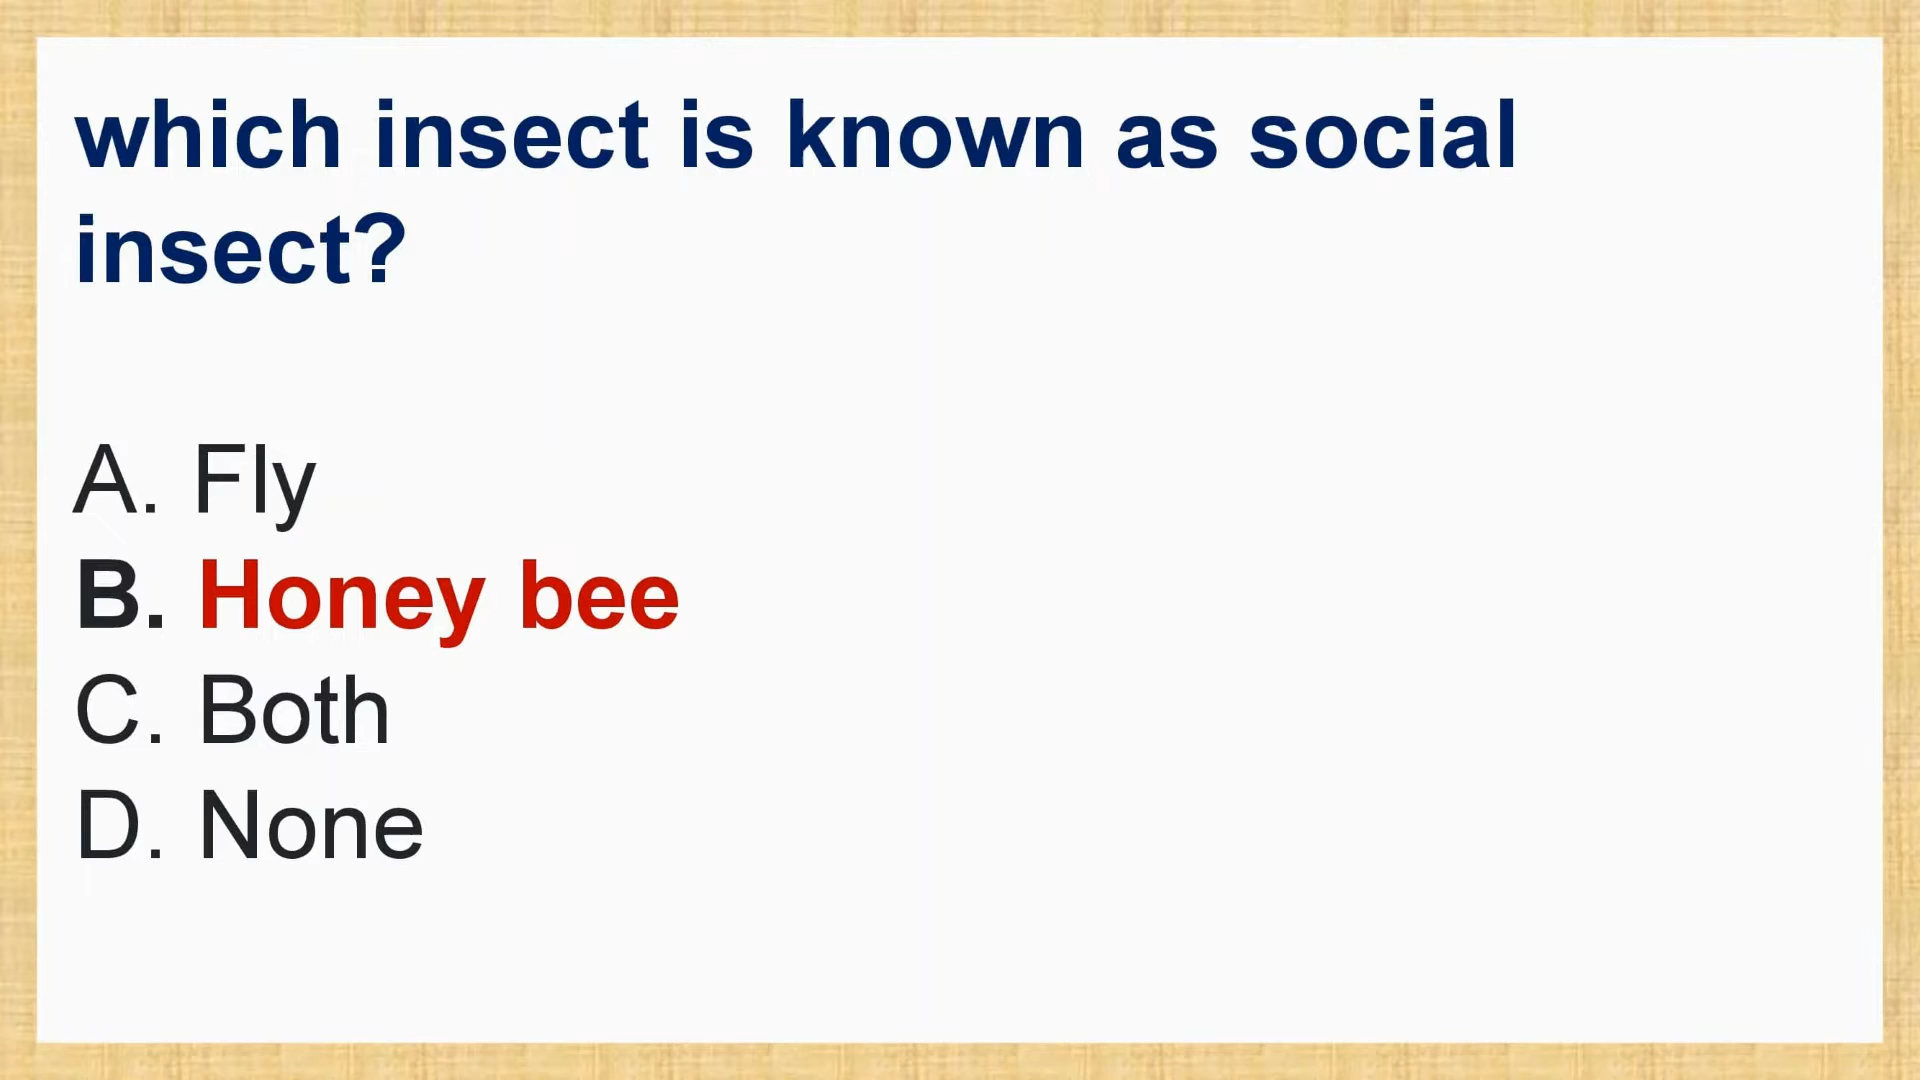 which insect is known as social
insect?
A. Fly
B. Honey bee
C. Both
D. None